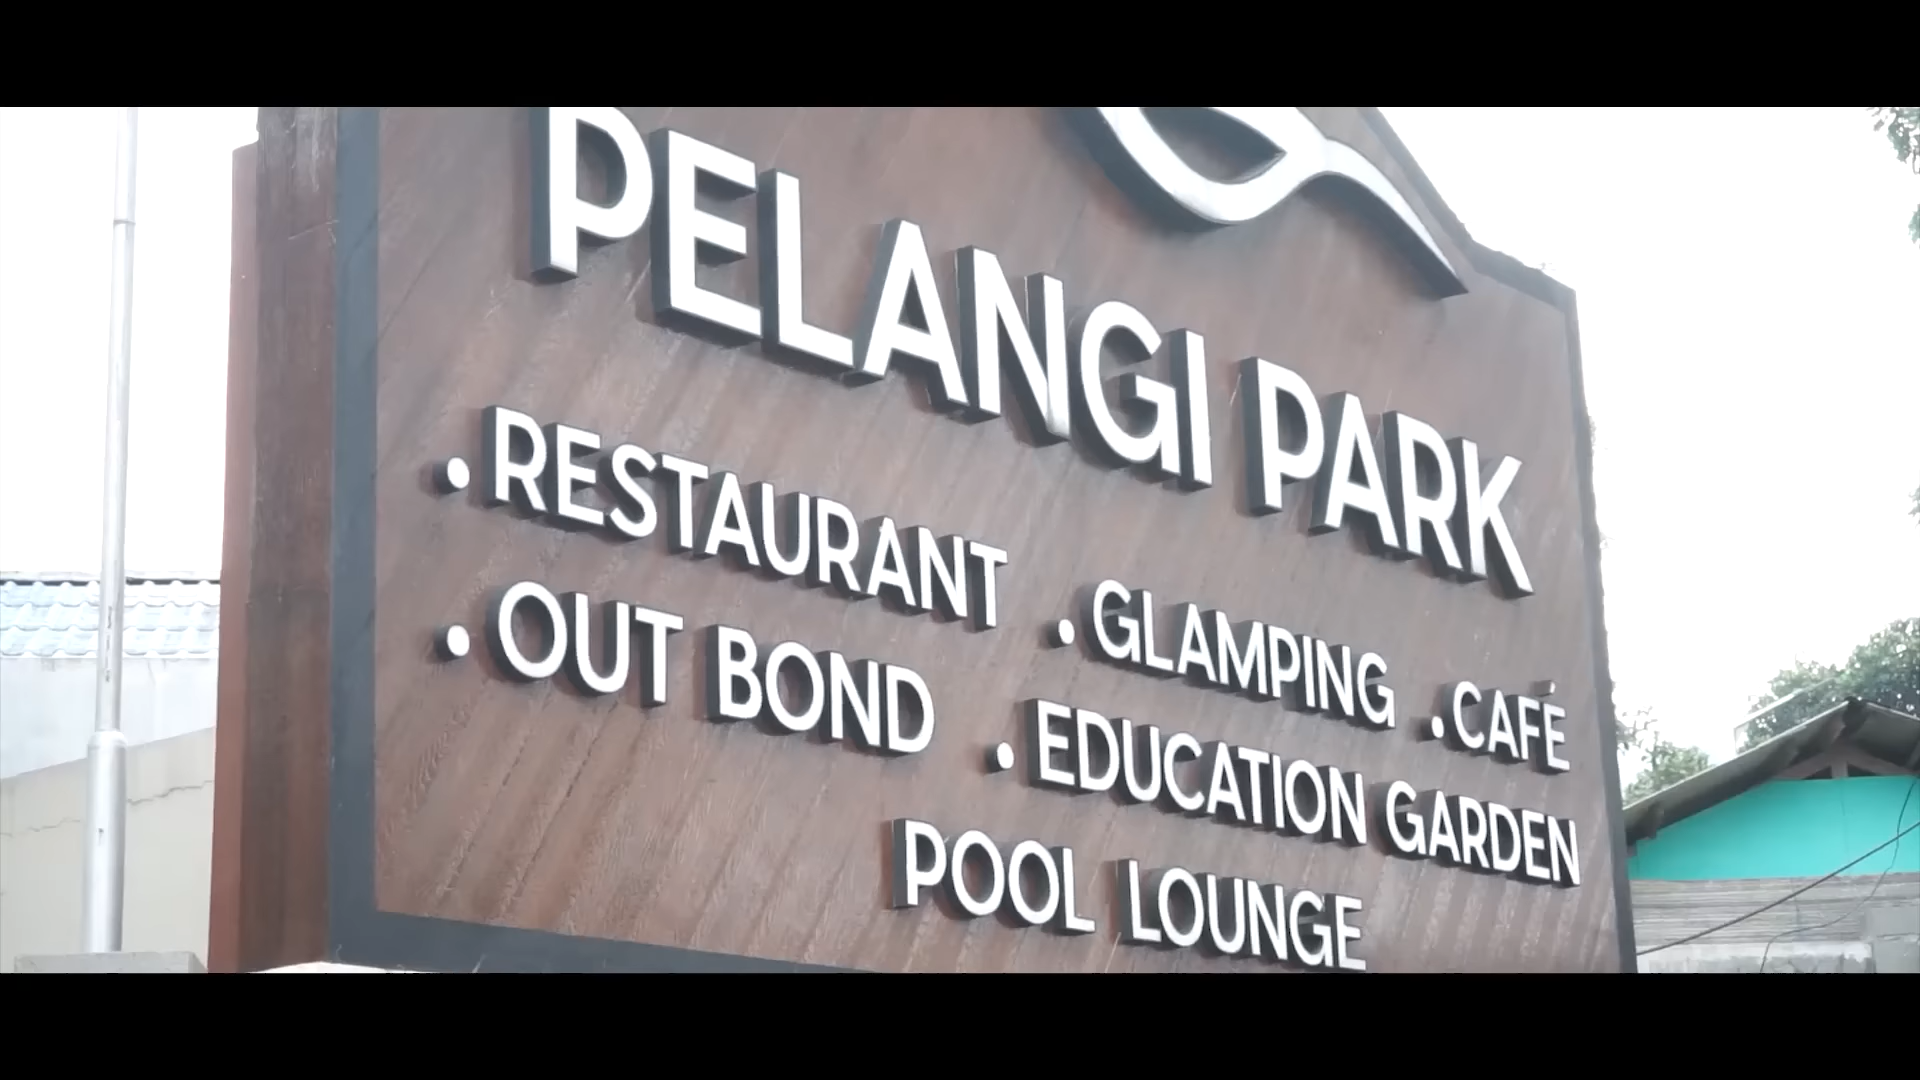 PELANGI PARK
• RESTAURANT • GLAMPING • CAFÉ
• OUT BOND • EDUCATION GARDEN
POOL LOUNGE